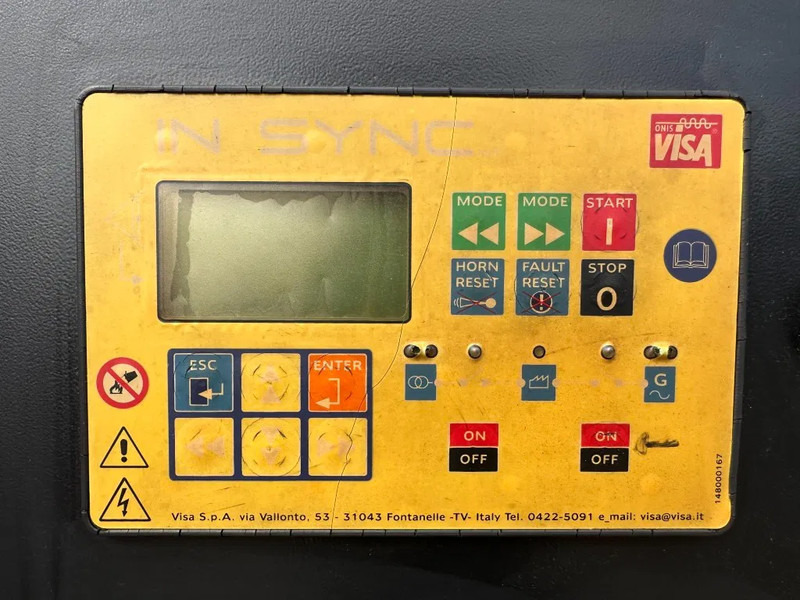 IN SYNC
ONIS
VISA
MODE MODE START
I
HORN RESET FAULT RESET STOP
O
ESC ENTER
G
ON ON
OFF OFF
148000167
Visa S.p.A. via Vallonto, 53 - 31043 Fontanelle -TV- Italy Tel. 0422-5091 e_mail: visa@visa.it